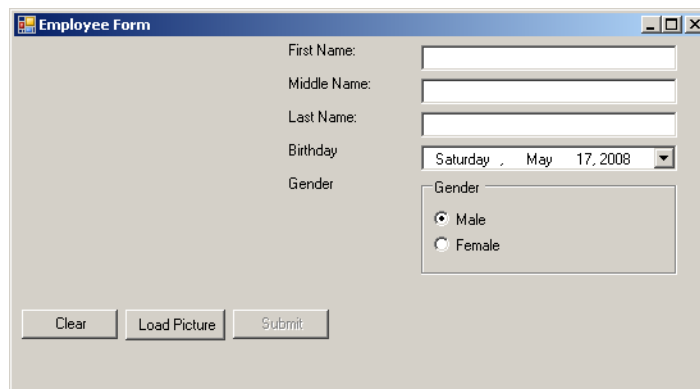 Employee Form
First Name:
Middle Name:
Last Name:
Birthday
Saturday , May 17, 2008
Gender
Gender
Male
Female
Clear
Load Picture
Submit